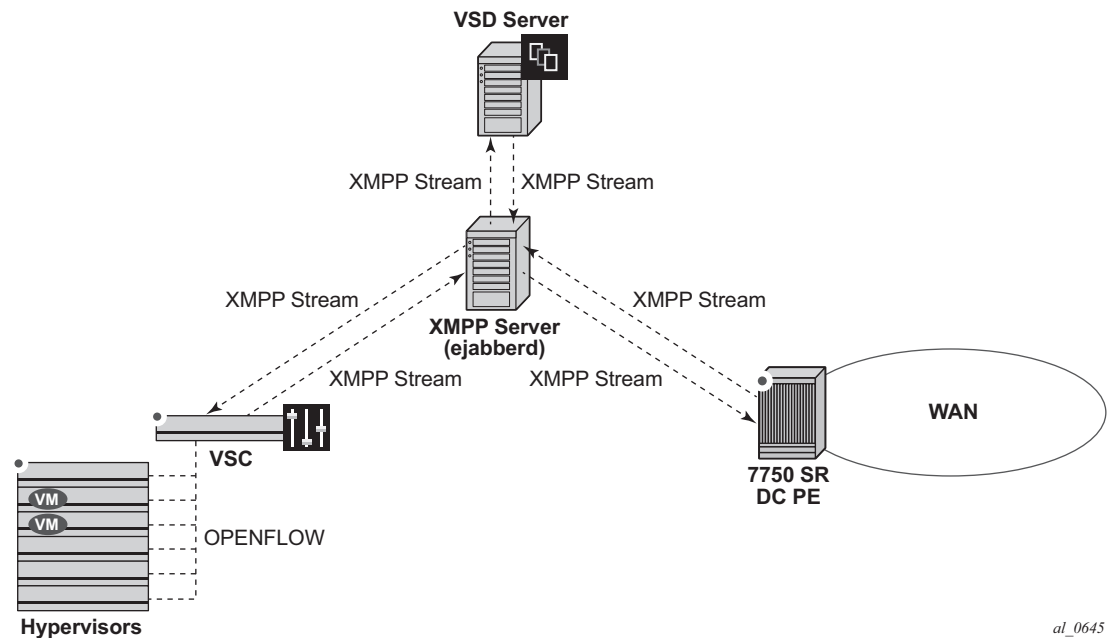 VSD Server
XMPP Stream
XMPP Stream
XMPP Stream
XMPP Server
(ejabberd)
XMPP Stream
XMPP Stream
XMPP Stream
WAN
VSC
7750 SR
DC PE
VM
VM
OPENFLOW
Hypervisors
al_0645